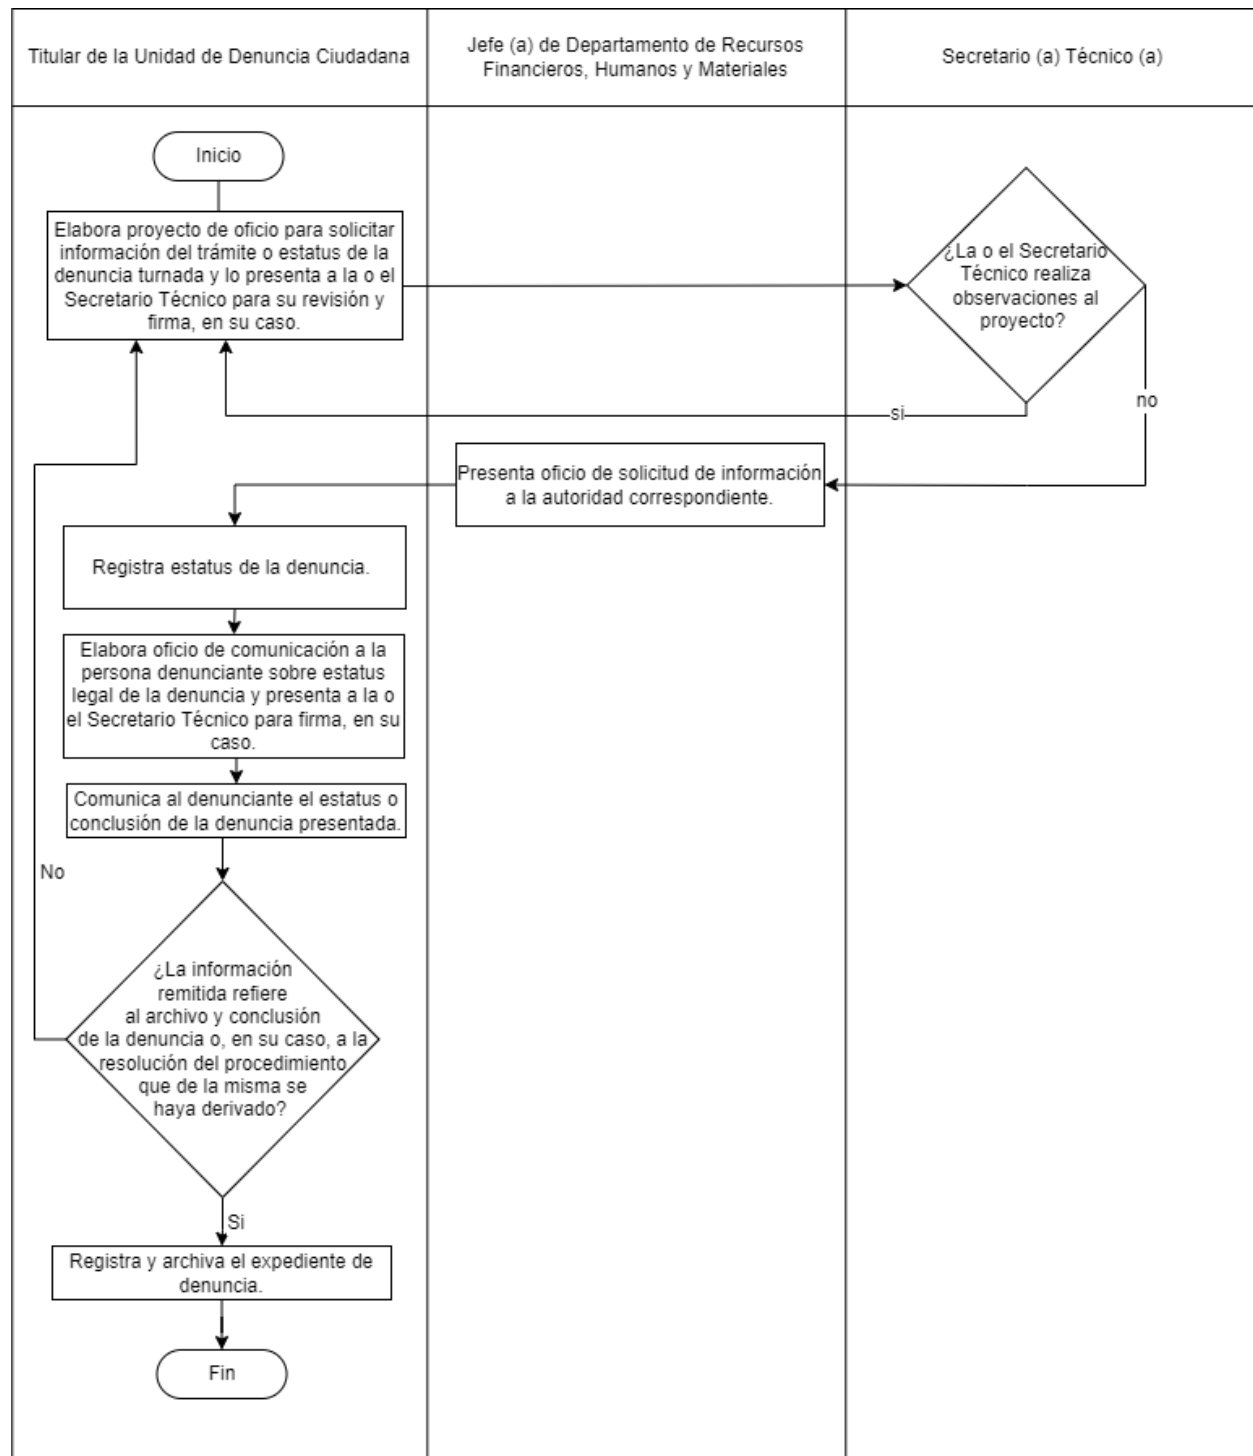 Titular de la Unidad de Denuncia Ciudadana
Jefe (a) de Departamento de Recursos
Financieros, Humanos y Materiales
Secretario (a) Técnico (a)
Inicio
Elabora proyecto de oficio para solicitar
información del trámite o estatus de la
denuncia turnada y lo presenta a la o el
Secretario Técnico para su revisión y
firma, en su caso.
¿La o el Secretario
Técnico realiza
observaciones al
proyecto?
si
no
Presenta oficio de solicitud de información
a la autoridad correspondiente.
Registra estatus de la denuncia.
Elabora oficio de comunicación a la
persona denunciante sobre estatus
legal de la denuncia y presenta a la o
el Secretario Técnico para firma, en su
caso.
Comunica al denunciante el estatus o
conclusión de la denuncia presentada.
No
¿La información
remitida refiere
al archivo y conclusión
de la denuncia o, en su caso, a la
resolución del procedimiento
que de la misma se
haya derivado?
Si
Registra y archiva el expediente de
denuncia.
Fin